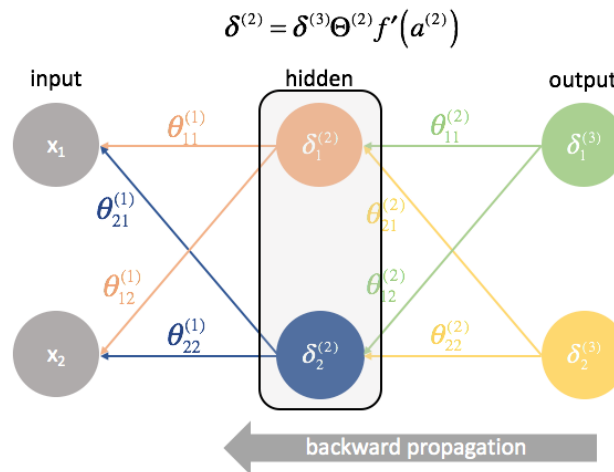 δ⁽²⁾ = δ⁽³⁾Θ⁽²⁾ f′(a⁽²⁾)
input hidden output
x₁ θ₁₁⁽¹⁾ δ₁⁽²⁾ θ₁₁⁽²⁾ δ₁⁽³⁾
θ₂₁⁽¹⁾ θ₂₁⁽²⁾
θ₁₂⁽¹⁾ θ₁₂⁽²⁾
x₂ θ₂₂⁽¹⁾ δ₂⁽²⁾ θ₂₂⁽²⁾ δ₂⁽³⁾
backward propagation